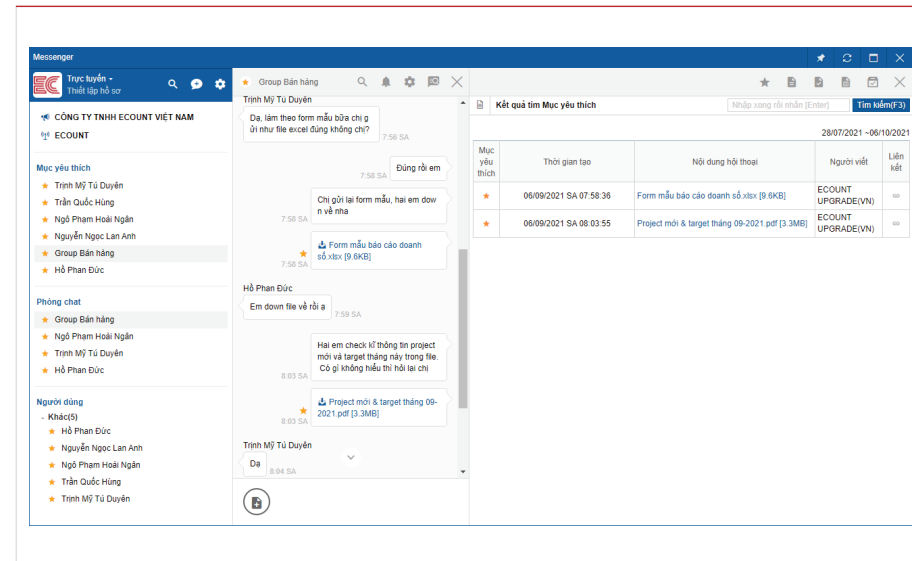 Messenger
Trực tuyến
Thiết lập hồ sơ
CÔNG TY TNHH ECOUNT VIỆT NAM
ECOUNT
Mục yêu thích
Trịnh Mỹ Tú Duyên
Trần Quốc Hùng
Ngô Phạm Hoài Ngân
Nguyễn Ngọc Lan Anh
Group Bán hàng
Hồ Phan Đức
Phòng chat
Group Bán hàng
Ngô Phạm Hoài Ngân
Trịnh Mỹ Tú Duyên
Hồ Phan Đức
Người dùng
- Khác(5)
Hồ Phan Đức
Nguyễn Ngọc Lan Anh
Ngô Phạm Hoài Ngân
Trần Quốc Hùng
Trịnh Mỹ Tú Duyên
Group Bán hàng
Trịnh Mỹ Tú Duyên
Dạ, làm theo form mẫu bữa chị g
ửi như file excel đúng không chị?
7:56 SA
Đúng rồi em
7:58 SA
Chị gửi lại form mẫu, hai em dow
n về nha
7:58 SA
Form mẫu báo cáo doanh
số.xlsx [9.6KB]
7:58 SA
Hồ Phan Đức
Em down file về rồi ạ
7:59 SA
Hai em check kĩ thông tin project
mới và target tháng này trong file.
Có gì không hiểu thì hỏi lại chị
8:03 SA
Project mới & target tháng 09-
2021.pdf [3.3MB]
8:03 SA
Trịnh Mỹ Tú Duyên
Dạ
8:04 SA
Kết quả tìm Mục yêu thích
Nhập xong rồi nhấn [Enter]
Tìm kiếm(F3)
28/07/2021 ~06/10/2021
Mục yêu thích
Thời gian tạo
Nội dung hội thoại
Người viết
Liên kết
06/09/2021 SA 07:58:36
Form mẫu báo cáo doanh số.xlsx [9.6KB]
ECOUNT
UPGRADE(VN)
06/09/2021 SA 08:03:55
Project mới & target tháng 09-2021.pdf [3.3MB]
ECOUNT
UPGRADE(VN)